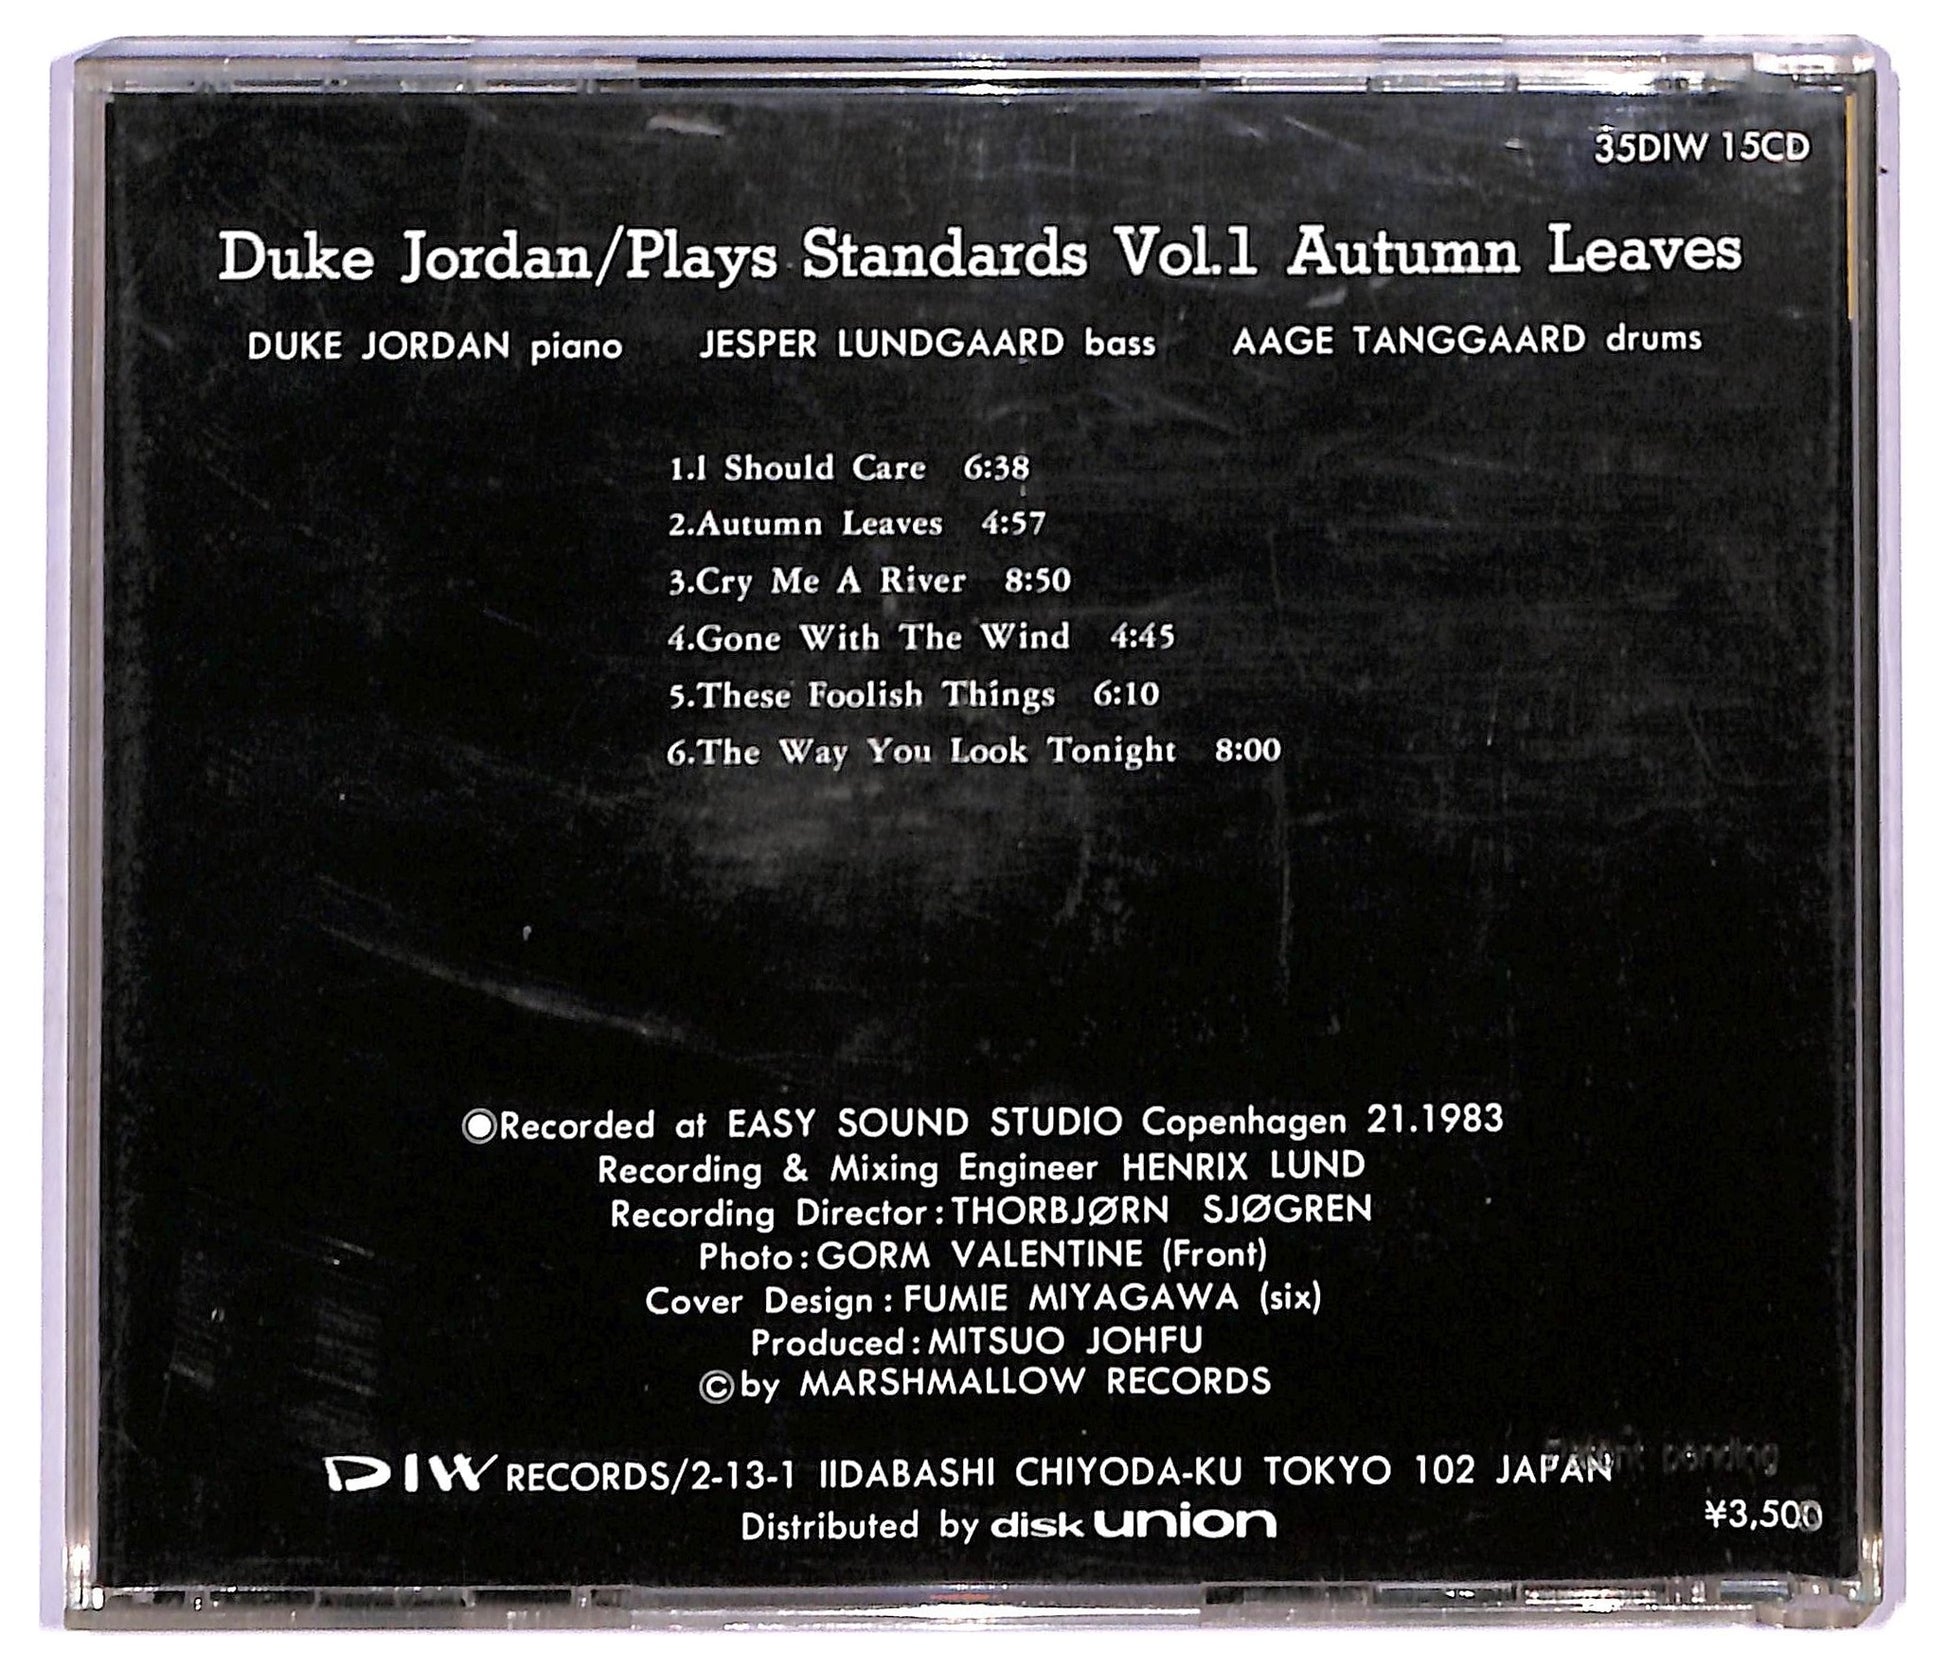 35DIW 15CD
Duke Jordan/Plays Standards Vol.1 Autumn Leaves
DUKE JORDAN piano JESPER LUNDGAARD bass AAGE TANGGAARD drums
1.I Should Care 6:38
2.Autumn Leaves 4:57
3.Cry Me A River 8:50
4.Gone With The Wind 4:45
5.These Foolish Things 6:10
6.The Way You Look Tonight 8:00
◉Recorded at EASY SOUND STUDIO Copenhagen 21.1983
Recording & Mixing Engineer HENRIX LUND
Recording Director:THORBJØRN SJØGREN
Photo:GORM VALENTINE (Front)
Cover Design:FUMIE MIYAGAWA (six)
Produced:MITSUO JOHFU
©by MARSHMALLOW RECORDS
Patent pending
DIW RECORDS/2-13-1 IIDABASHI CHIYODA-KU TOKYO 102 JAPAN
¥3,500
Distributed by disk union